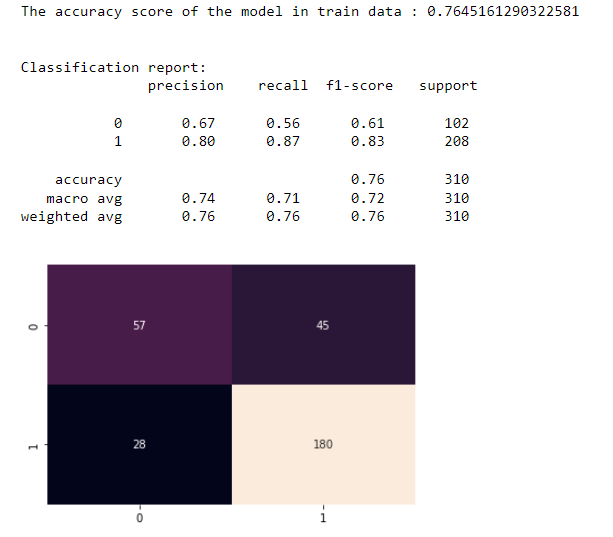 The accuracy score of the model in train data : 0.7645161290322581
Classification report:
precision recall f1-score support
0 0.67 0.56 0.61 102
1 0.80 0.87 0.83 208
accuracy 0.76 310
macro avg 0.74 0.71 0.72 310
weighted avg 0.76 0.76 0.76 310
0 57 45
1 28 180
0 1